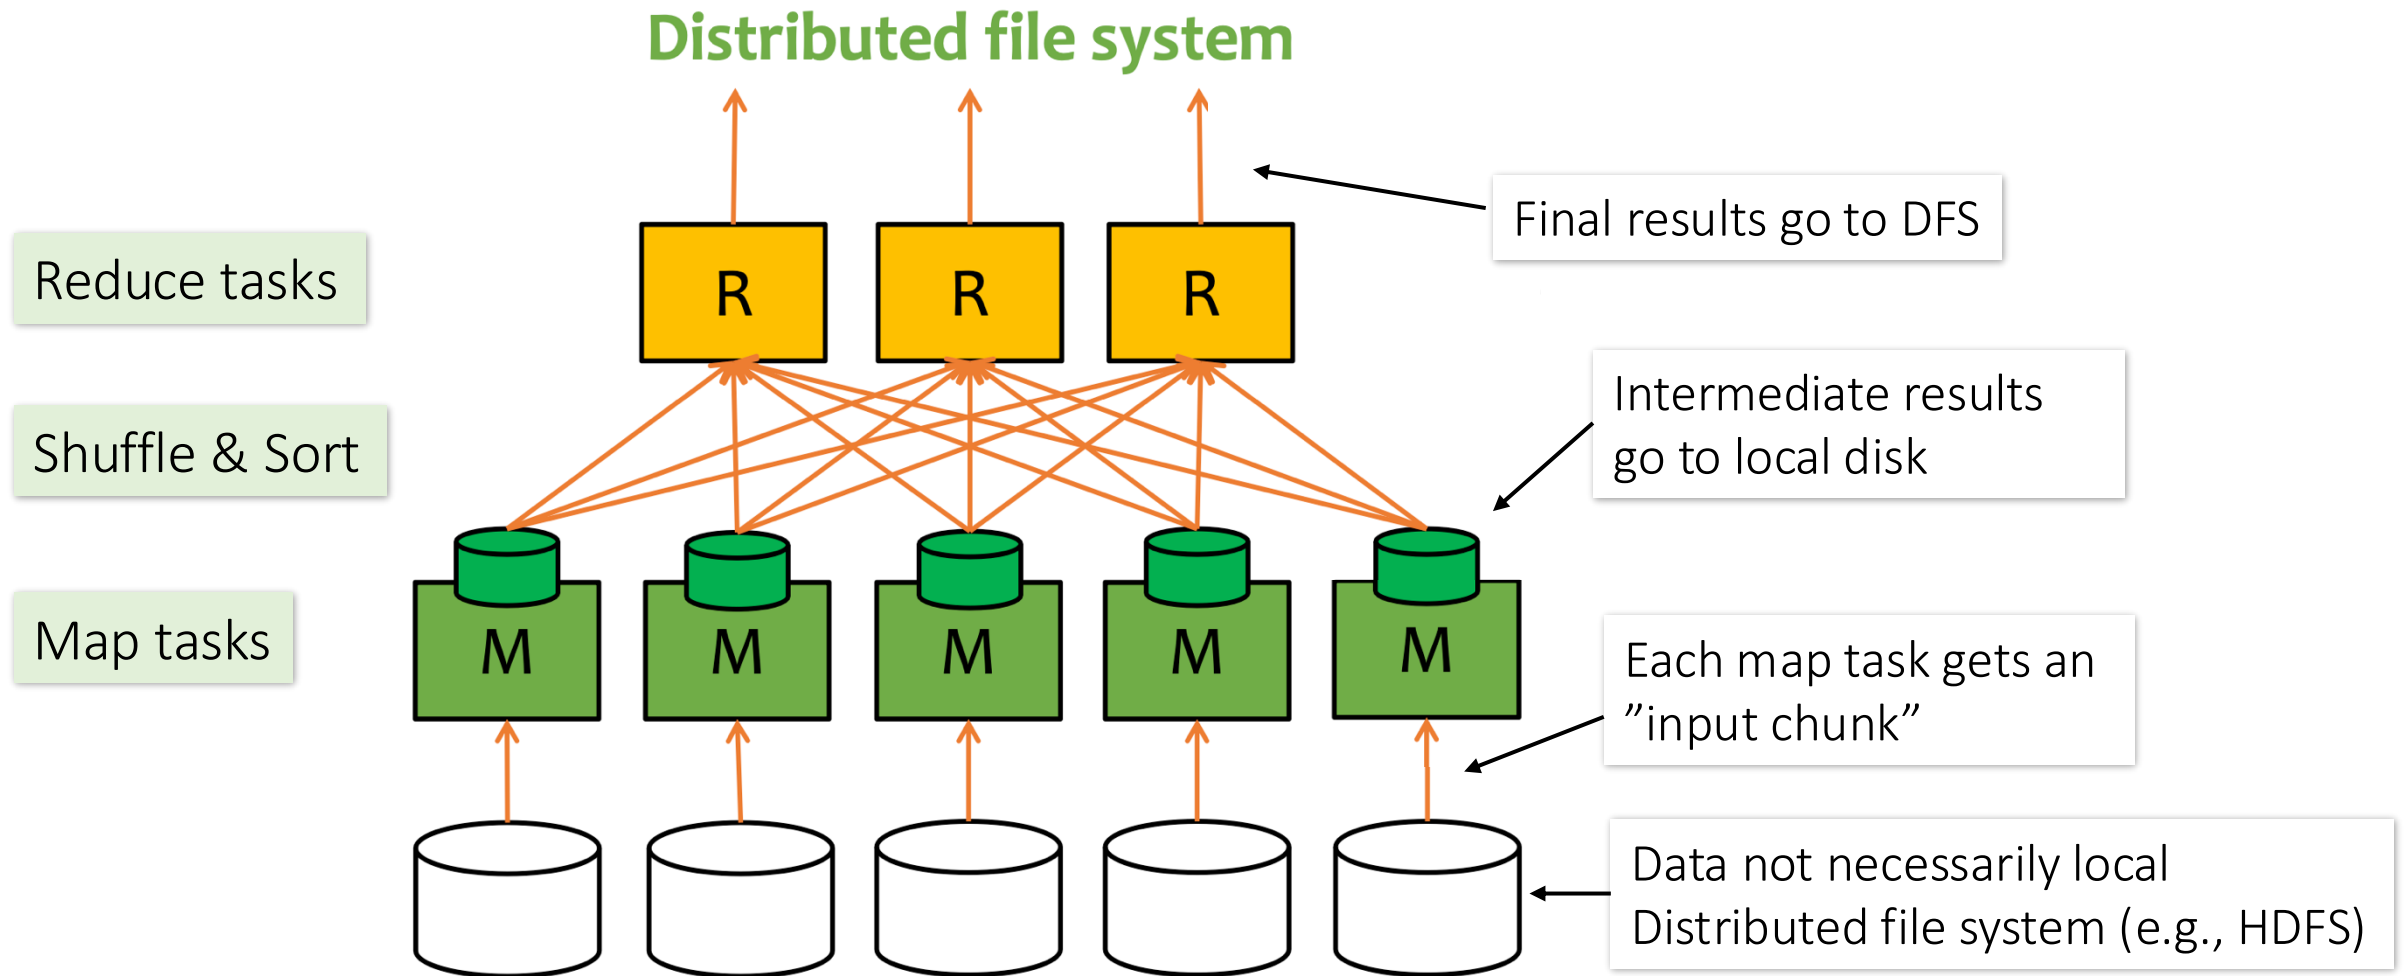 Distributed file system
Final results go to DFS
Reduce tasks
R
R
R
Intermediate results
go to local disk
Shuffle & Sort
Map tasks
M
M
M
M
M
Each map task gets an
”input chunk”
Data not necessarily local
Distributed file system (e.g., HDFS)